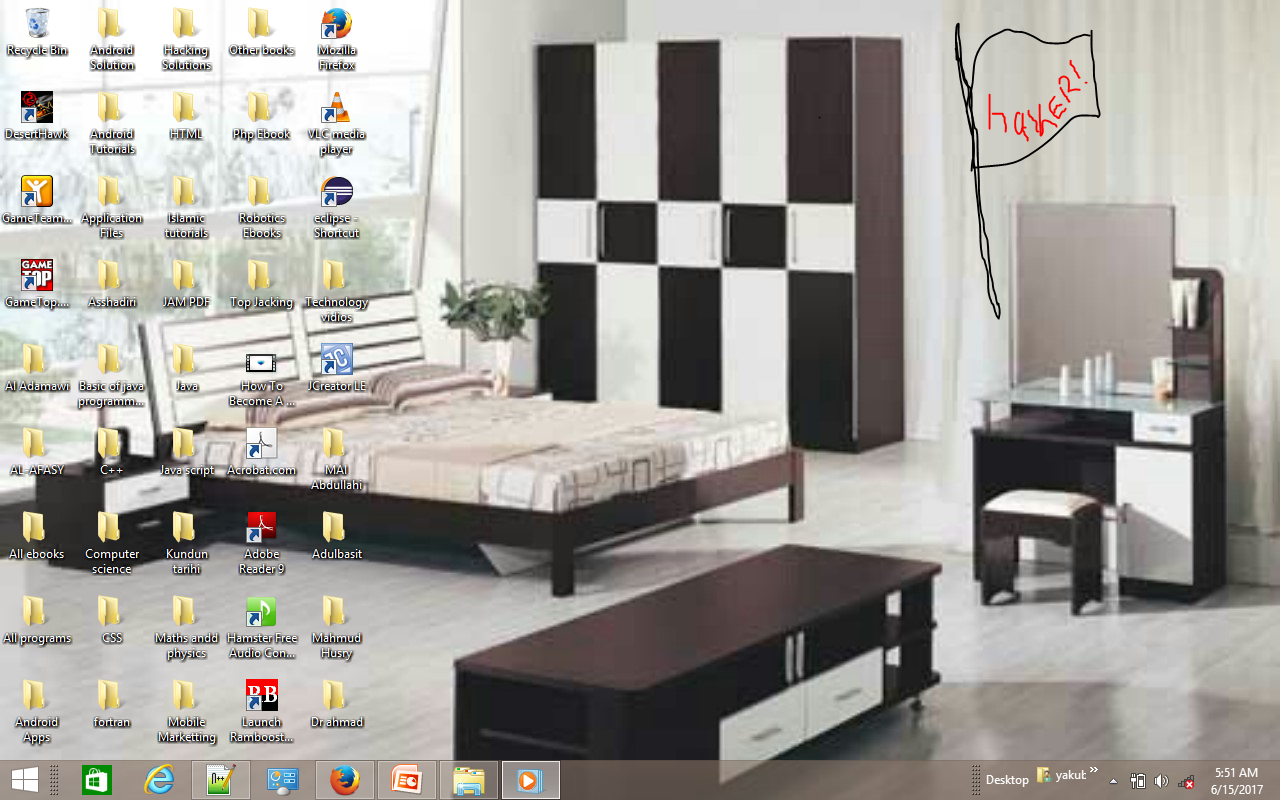 Recycle Bin
Android
Solution
Hacking
Solutions
Other books
Mozilla
Firefox
HaKER!
DesertHawk
Android
Tutorials
HTML
Php Ebook
VLC media
player
GameTeam...
Application
Files
Islamic
tutorials
Robotics
Ebooks
eclipse -
Shortcut
GAME
TOP
GameTop....
Asshadiri
JAM PDF
Top Jacking
Technology
vidios
Al Adamawi
Basic of java
programm...
Java
How To
Become A ...
JCreator LE
AL-AFASY
C++
Java script
Acrobat.com
MAI
Abdullahi
All ebooks
Computer
science
Kundun
tarihi
Adobe
Reader 9
Adulbasit
All programs
CSS
Maths andd
physics
Hamster Free
Audio Con...
Mahmud
Husry
Android
Apps
fortran
Mobile
Marketting
RB
Launch
Ramboost...
Dr ahmad
Desktop
yakub
5:51 AM
6/15/2017